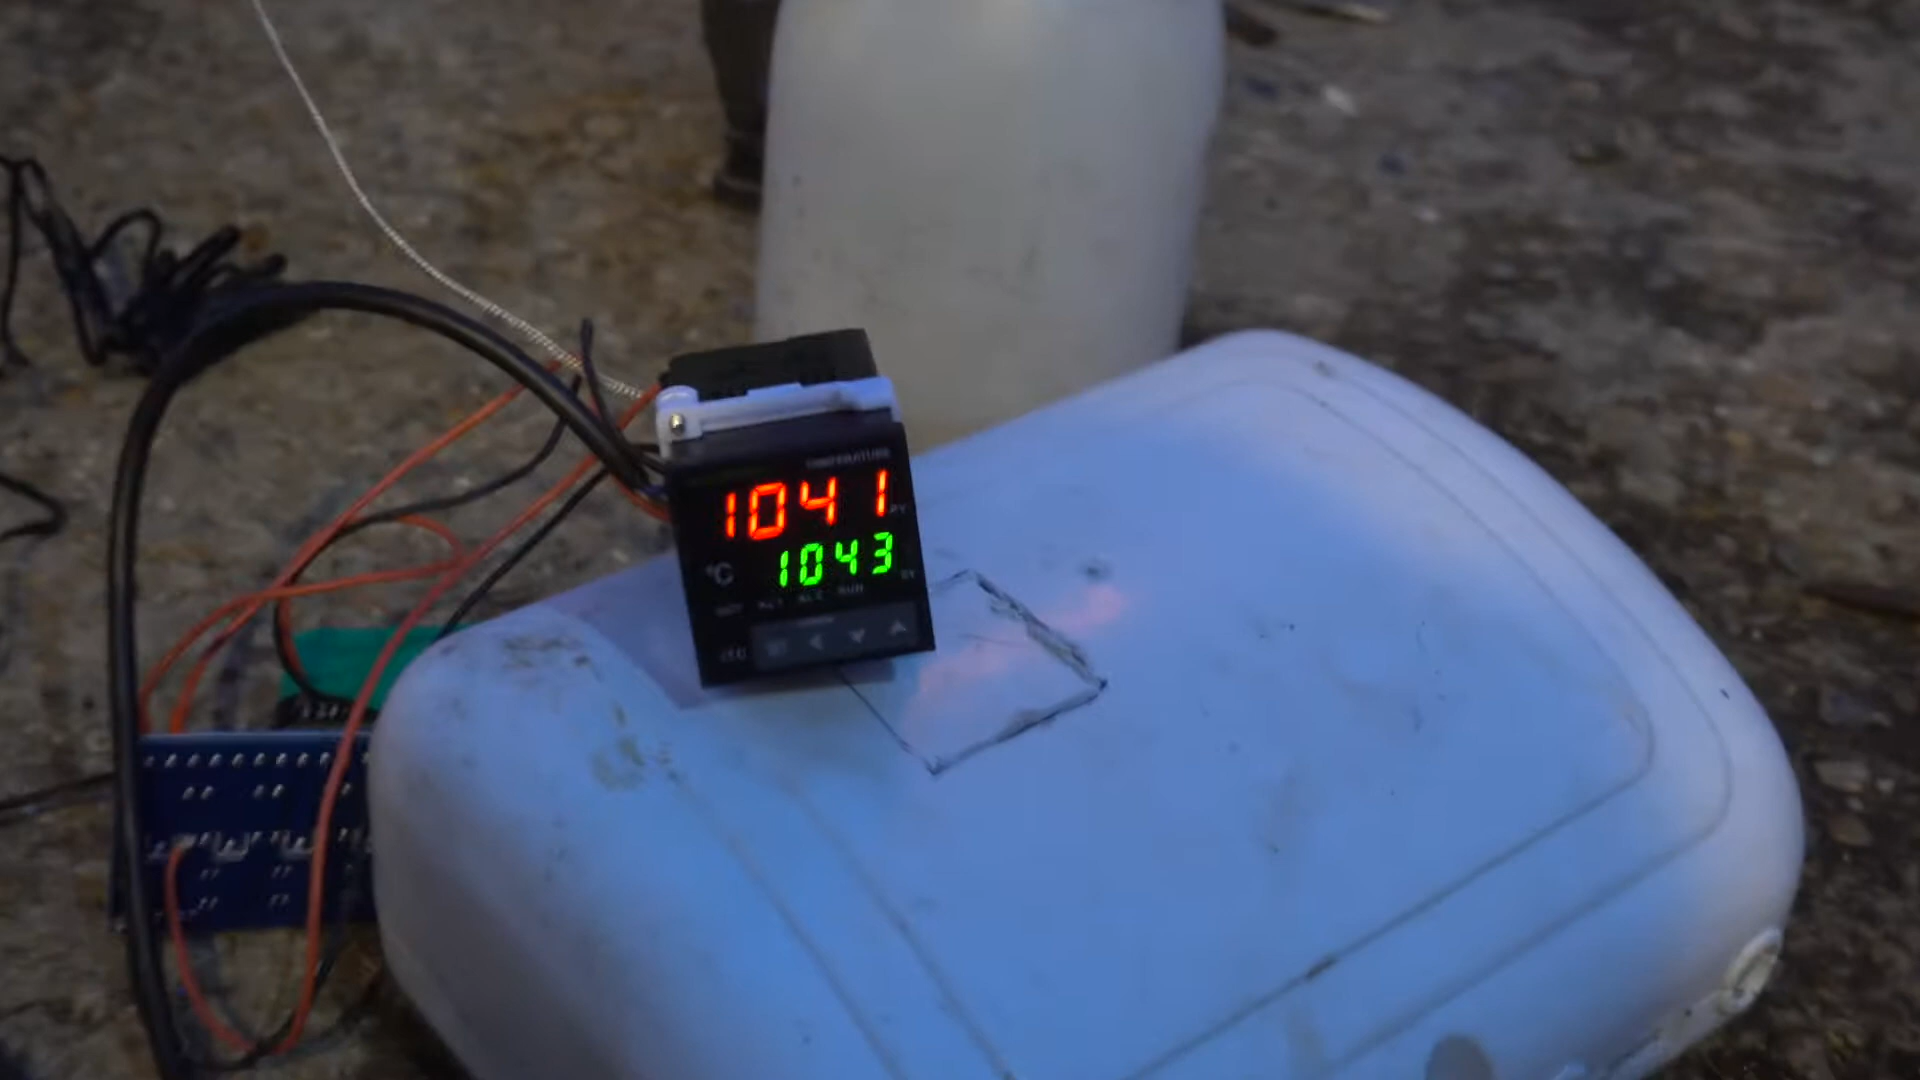 TEMPERATURE
1041 PV
1043
°C SV
OUT AL1 AL2 RUN